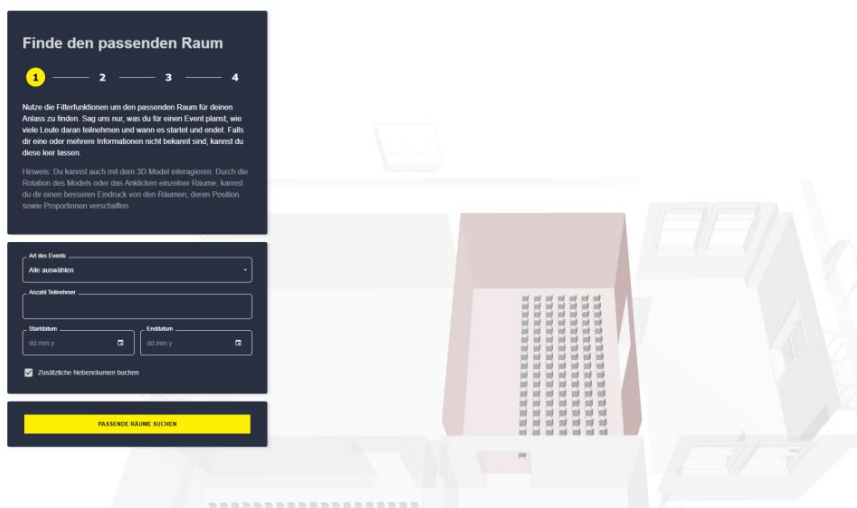 Finde den passenden Raum
1 2 3 4
Nutze die Filterfunktionen um den passenden Raum für deinen
Anlass zu finden. Sag uns nur, was du für einen Event planst, wie
viele Leute daran teilnehmen und wann es startet und endet. Falls
dir eine oder mehrere Informationen nicht bekannt sind, kannst du
diese leer lassen.
Hinweis: Du kannst auch mit dem 3D Model interagieren. Durch die
Rotation des Models oder das Anklicken einzelner Räume, kannst
du dir einen besseren Eindruck von den Räumen, deren Position
sowie Proportionen verschaffen.
Art des Events
Alle auswählen
Anzahl Teilnehmer
Startdatum Enddatum
dd.mm.y dd.mm.y
Zusätzliche Nebenräumen buchen
PASSENDE RÄUME SUCHEN